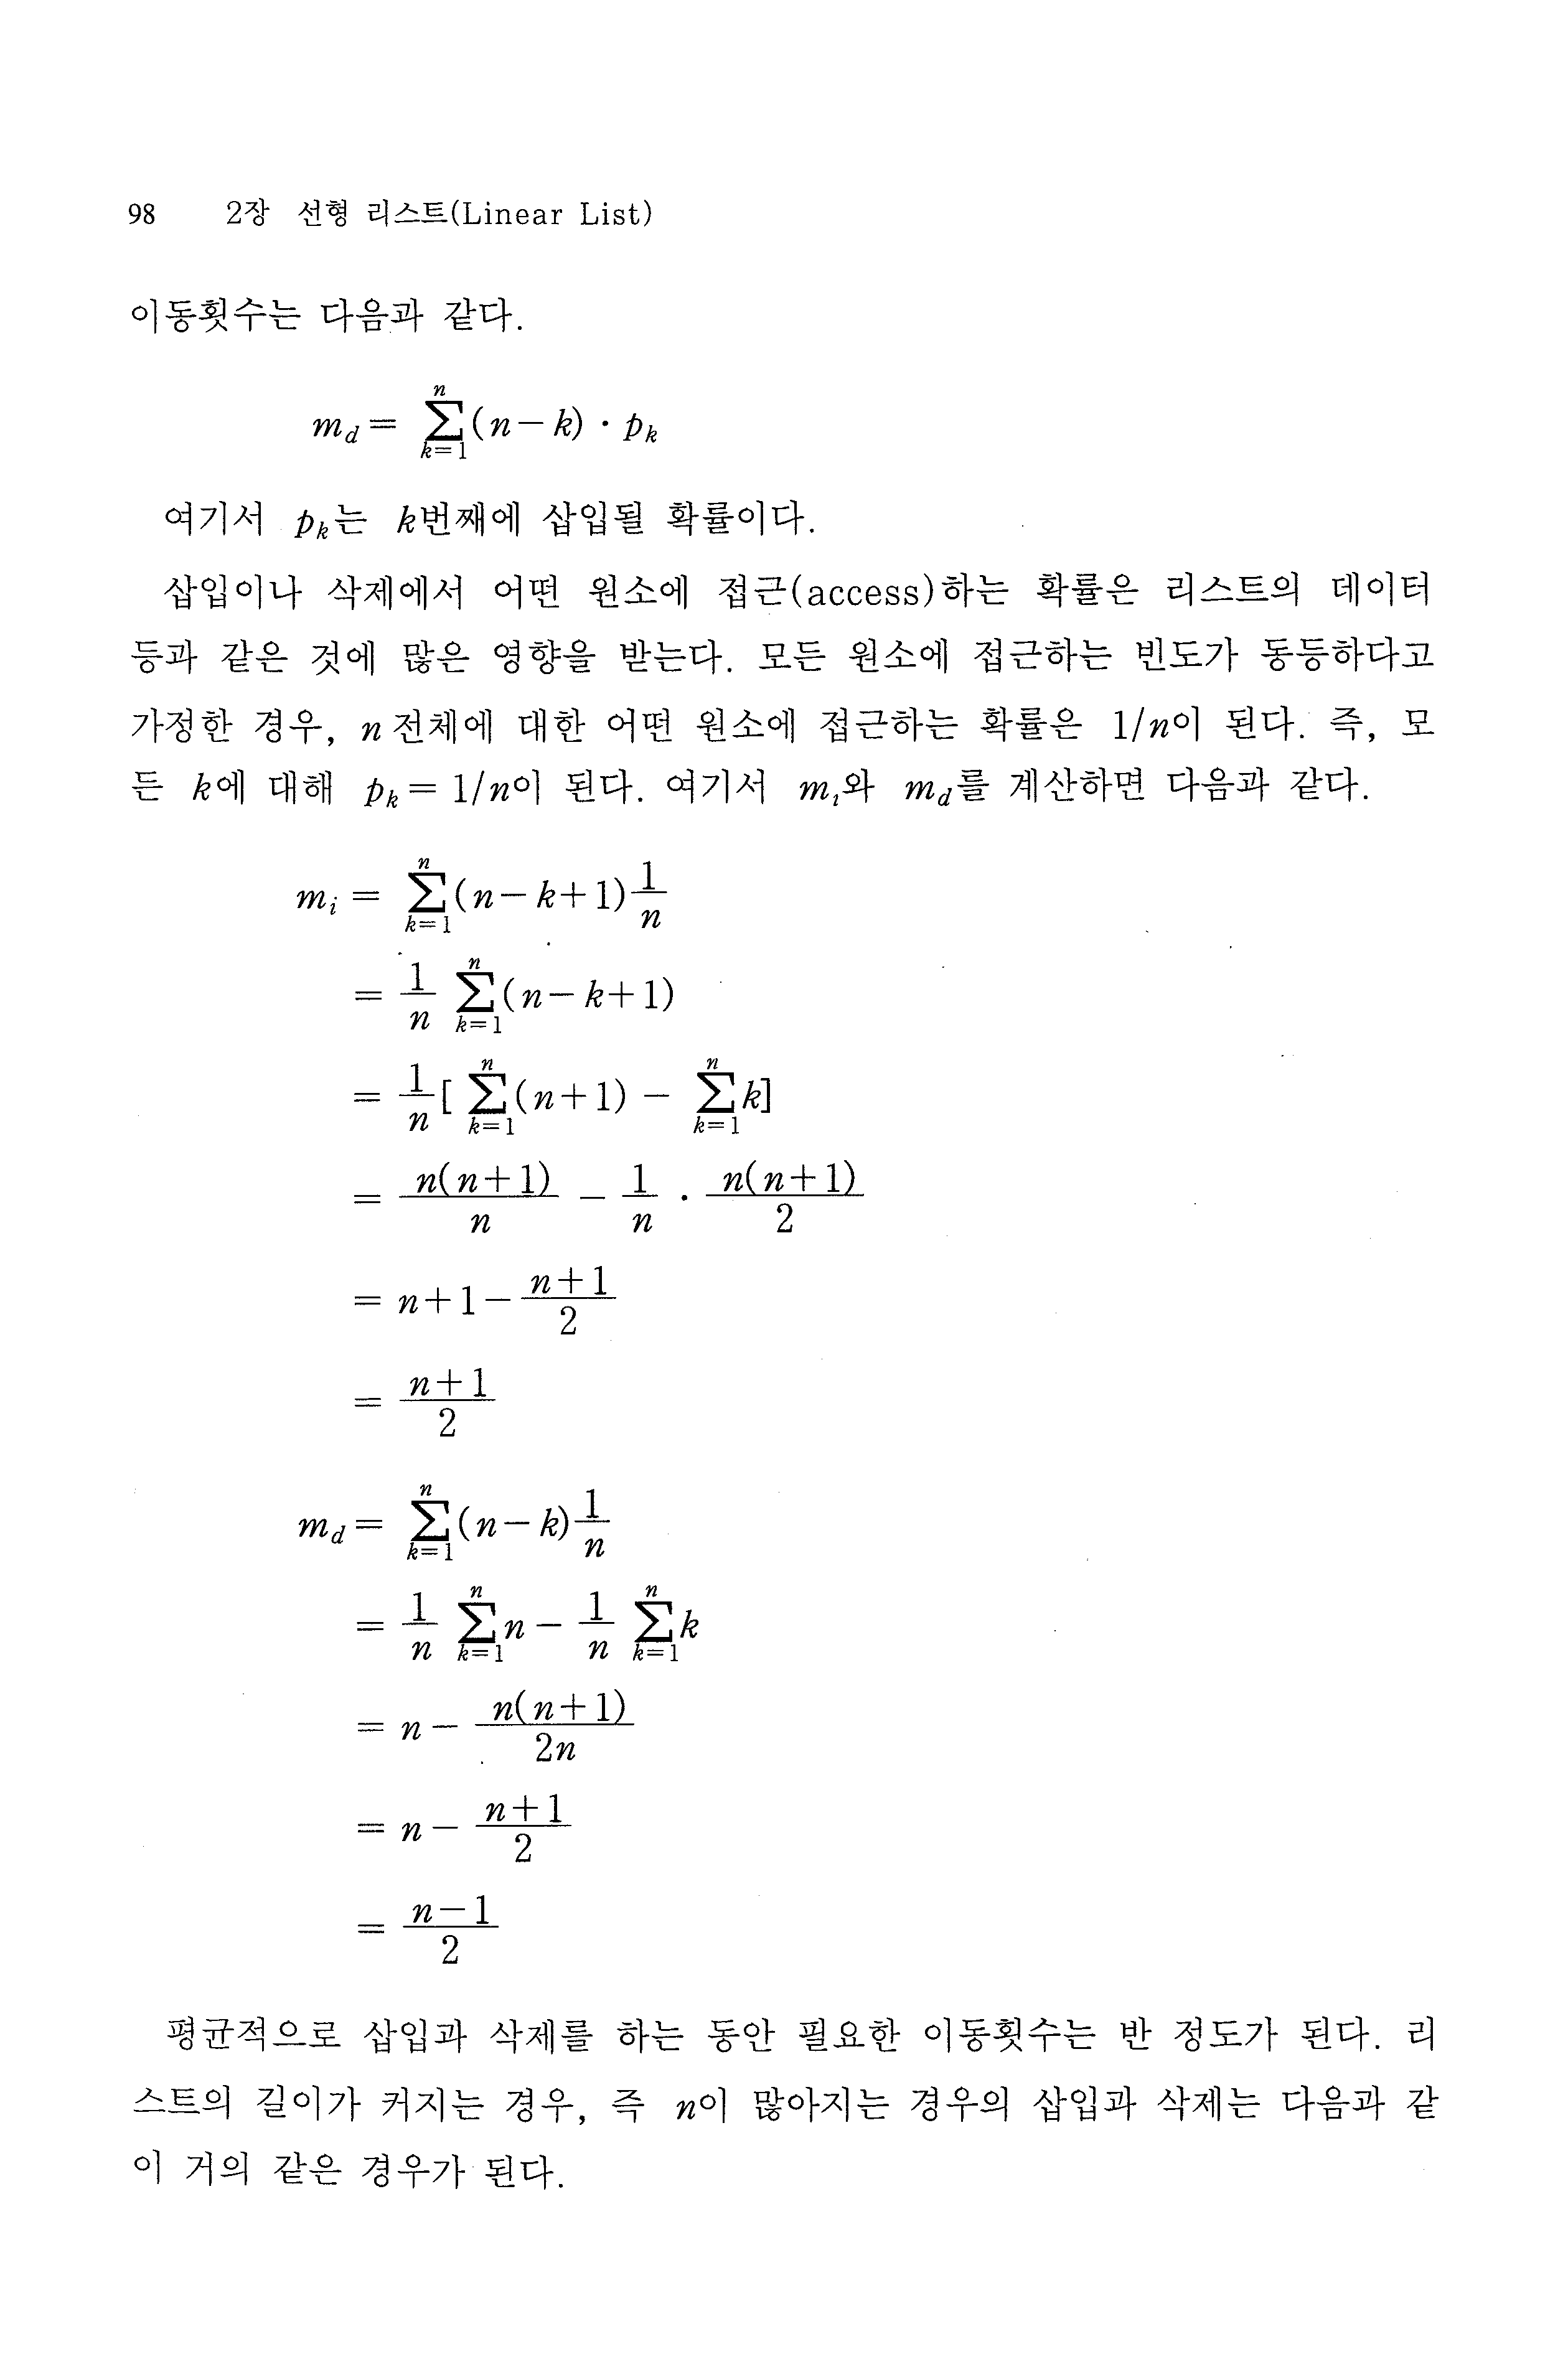 98 2장 선형 리스트(Linear List)
이동횟수는 다음과 같다.
m_d = \sum_{k=1}^{n} (n-k) · p_k
여기서 p_k는 k번째에 삽입될 확률이다.
삽입이나 삭제에서 어떤 원소에 접근(access)하는 확률은 리스트의 데이터
등과 같은 것에 많은 영향을 받는다. 모든 원소에 접근하는 빈도가 동등하다고
가정한 경우, n 전체에 대한 어떤 원소에 접근하는 확률은 1/n이 된다. 즉, 모
든 k에 대해 p_k = 1/n이 된다. 여기서 m_i와 m_d를 계산하면 다음과 같다.
m_i = \sum_{k=1}^{n} (n-k+1) \frac{1}{n}
= \frac{1}{n} \sum_{k=1}^{n} (n-k+1)
= \frac{1}{n} [ \sum_{k=1}^{n} (n+1) - \sum_{k=1}^{n} k ]
= \frac{n(n+1)}{n} - \frac{1}{n} · \frac{n(n+1)}{2}
= n+1 - \frac{n+1}{2}
= \frac{n+1}{2}
m_d = \sum_{k=1}^{n} (n-k) \frac{1}{n}
= \frac{1}{n} \sum_{k=1}^{n} n - \frac{1}{n} \sum_{k=1}^{n} k
= n - \frac{n(n+1)}{2n}
= n - \frac{n+1}{2}
= \frac{n-1}{2}
평균적으로 삽입과 삭제를 하는 동안 필요한 이동횟수는 반 정도가 된다. 리
스트의 길이가 커지는 경우, 즉 n이 많아지는 경우의 삽입과 삭제는 다음과 같
이 거의 같은 경우가 된다.